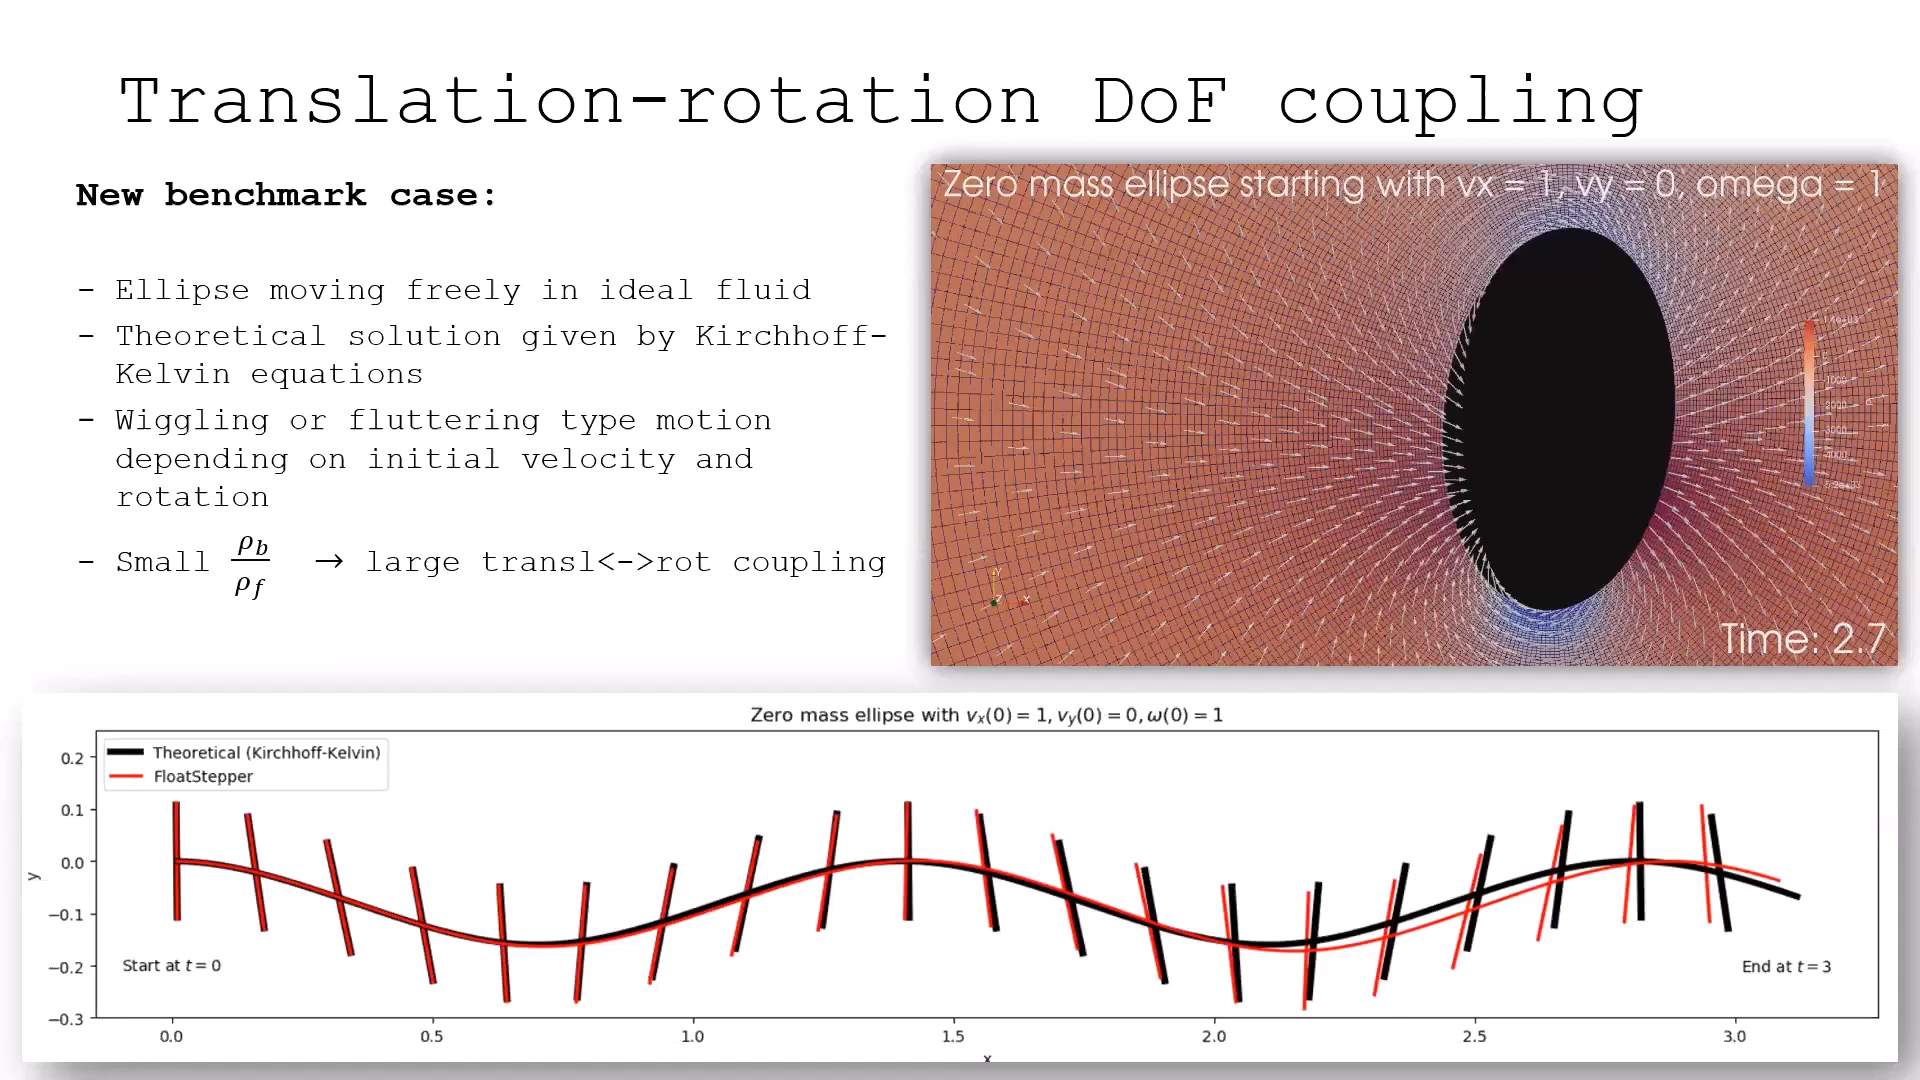 Translation-rotation DoF coupling
New benchmark case:
- Ellipse moving freely in ideal fluid
- Theoretical solution given by Kirchhoff-
Kelvin equations
- Wiggling or fluttering type motion
depending on initial velocity and
rotation
- Small ρb/ρf → large transl<->rot coupling
Zero mass ellipse starting with vx = 1, vy = 0, omega = 1
Y
Z
X
Time: 2.7
Zero mass ellipse with vx(0) = 1, vy(0) = 0, ω(0) = 1
Theoretical (Kirchhoff-Kelvin)
FloatStepper
0.2
0.1
0.0
−0.1
−0.2
−0.3
y
Start at t = 0
End at t = 3
0.0 0.5 1.0 1.5 2.0 2.5 3.0
x